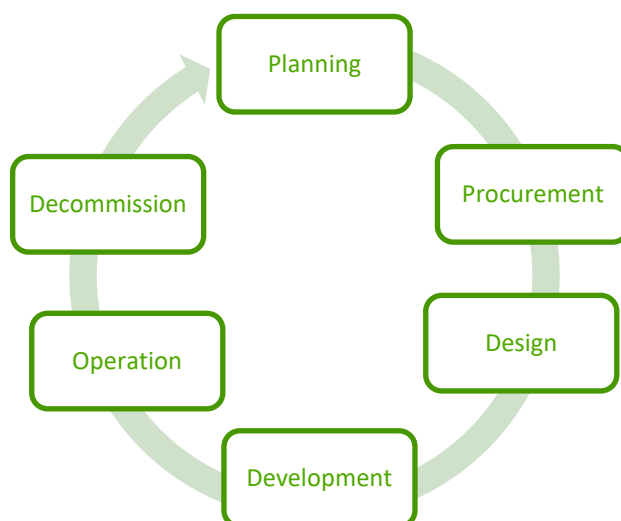 Planning
Procurement
Design
Development
Operation
Decommission